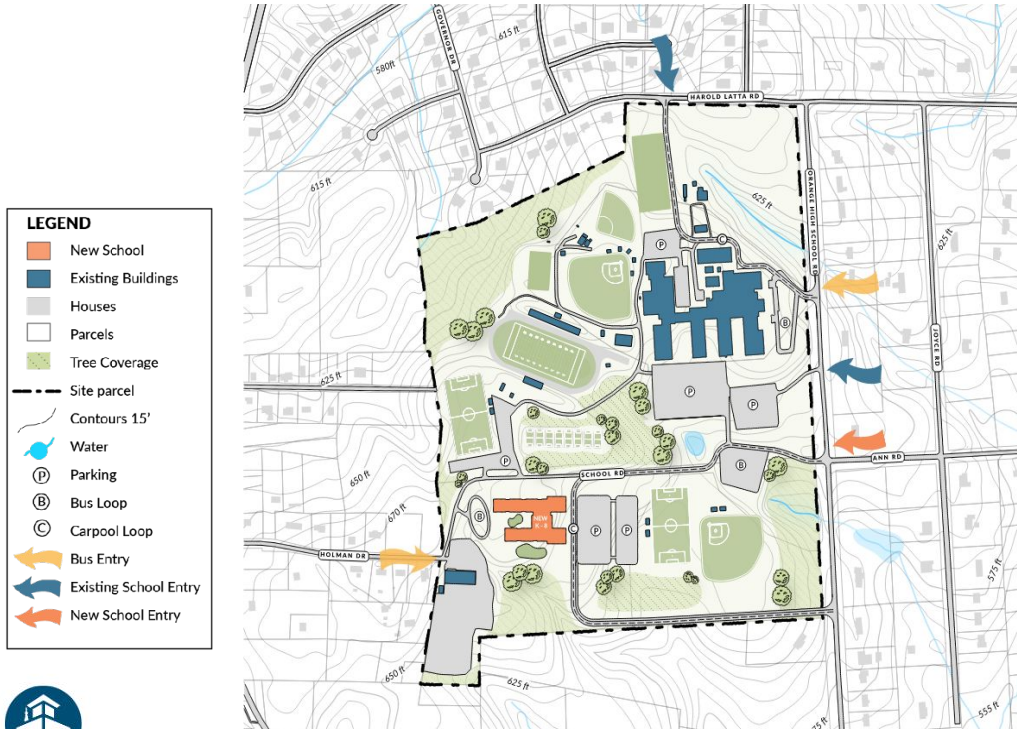 LEGEND
New School
Existing Buildings
Houses
Parcels
Tree Coverage
Site parcel
Contours 15'
Water
P Parking
B Bus Loop
C Carpool Loop
Bus Entry
Existing School Entry
New School Entry
GOVERNOR DR
615 ft
580ft
HAROLD LATTA RD
615 ft
625 ft
ORANGE HIGH SCHOOL RD
625 ft
P
C
B
JOYCE RD
625 ft
P
P
ANN RD
P
SCHOOL RD
B
650 ft
670 ft
B
NEW
K - 8
C
P
P
HOLMAN DR
575 ft
650 ft
625 ft
555 ft